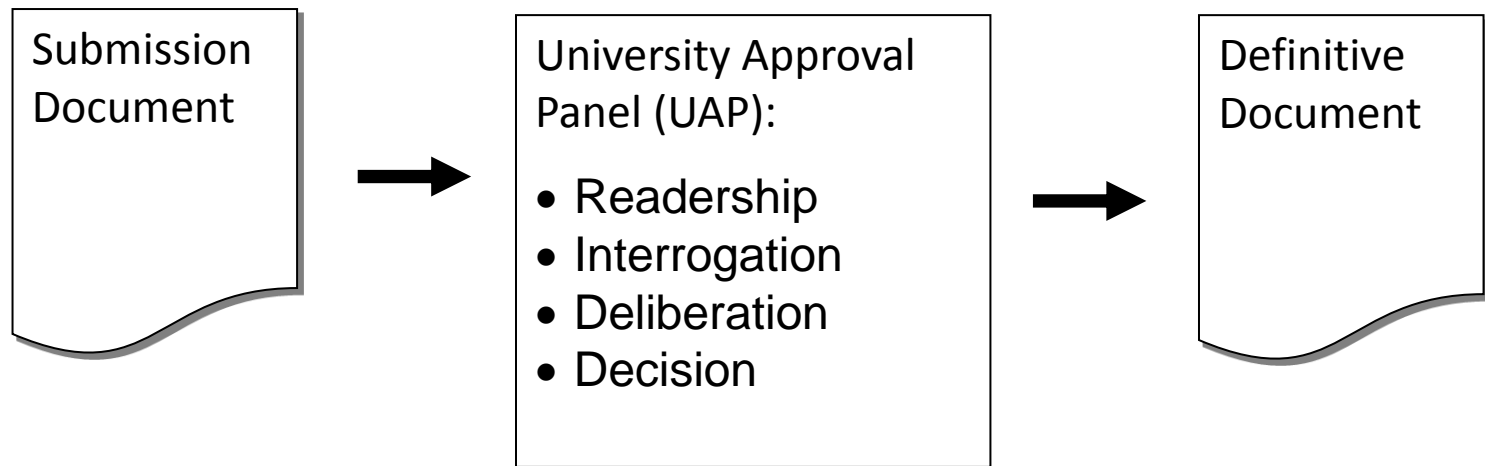 Submission
Document
University Approval
Panel (UAP):
• Readership
• Interrogation
• Deliberation
• Decision
Definitive
Document